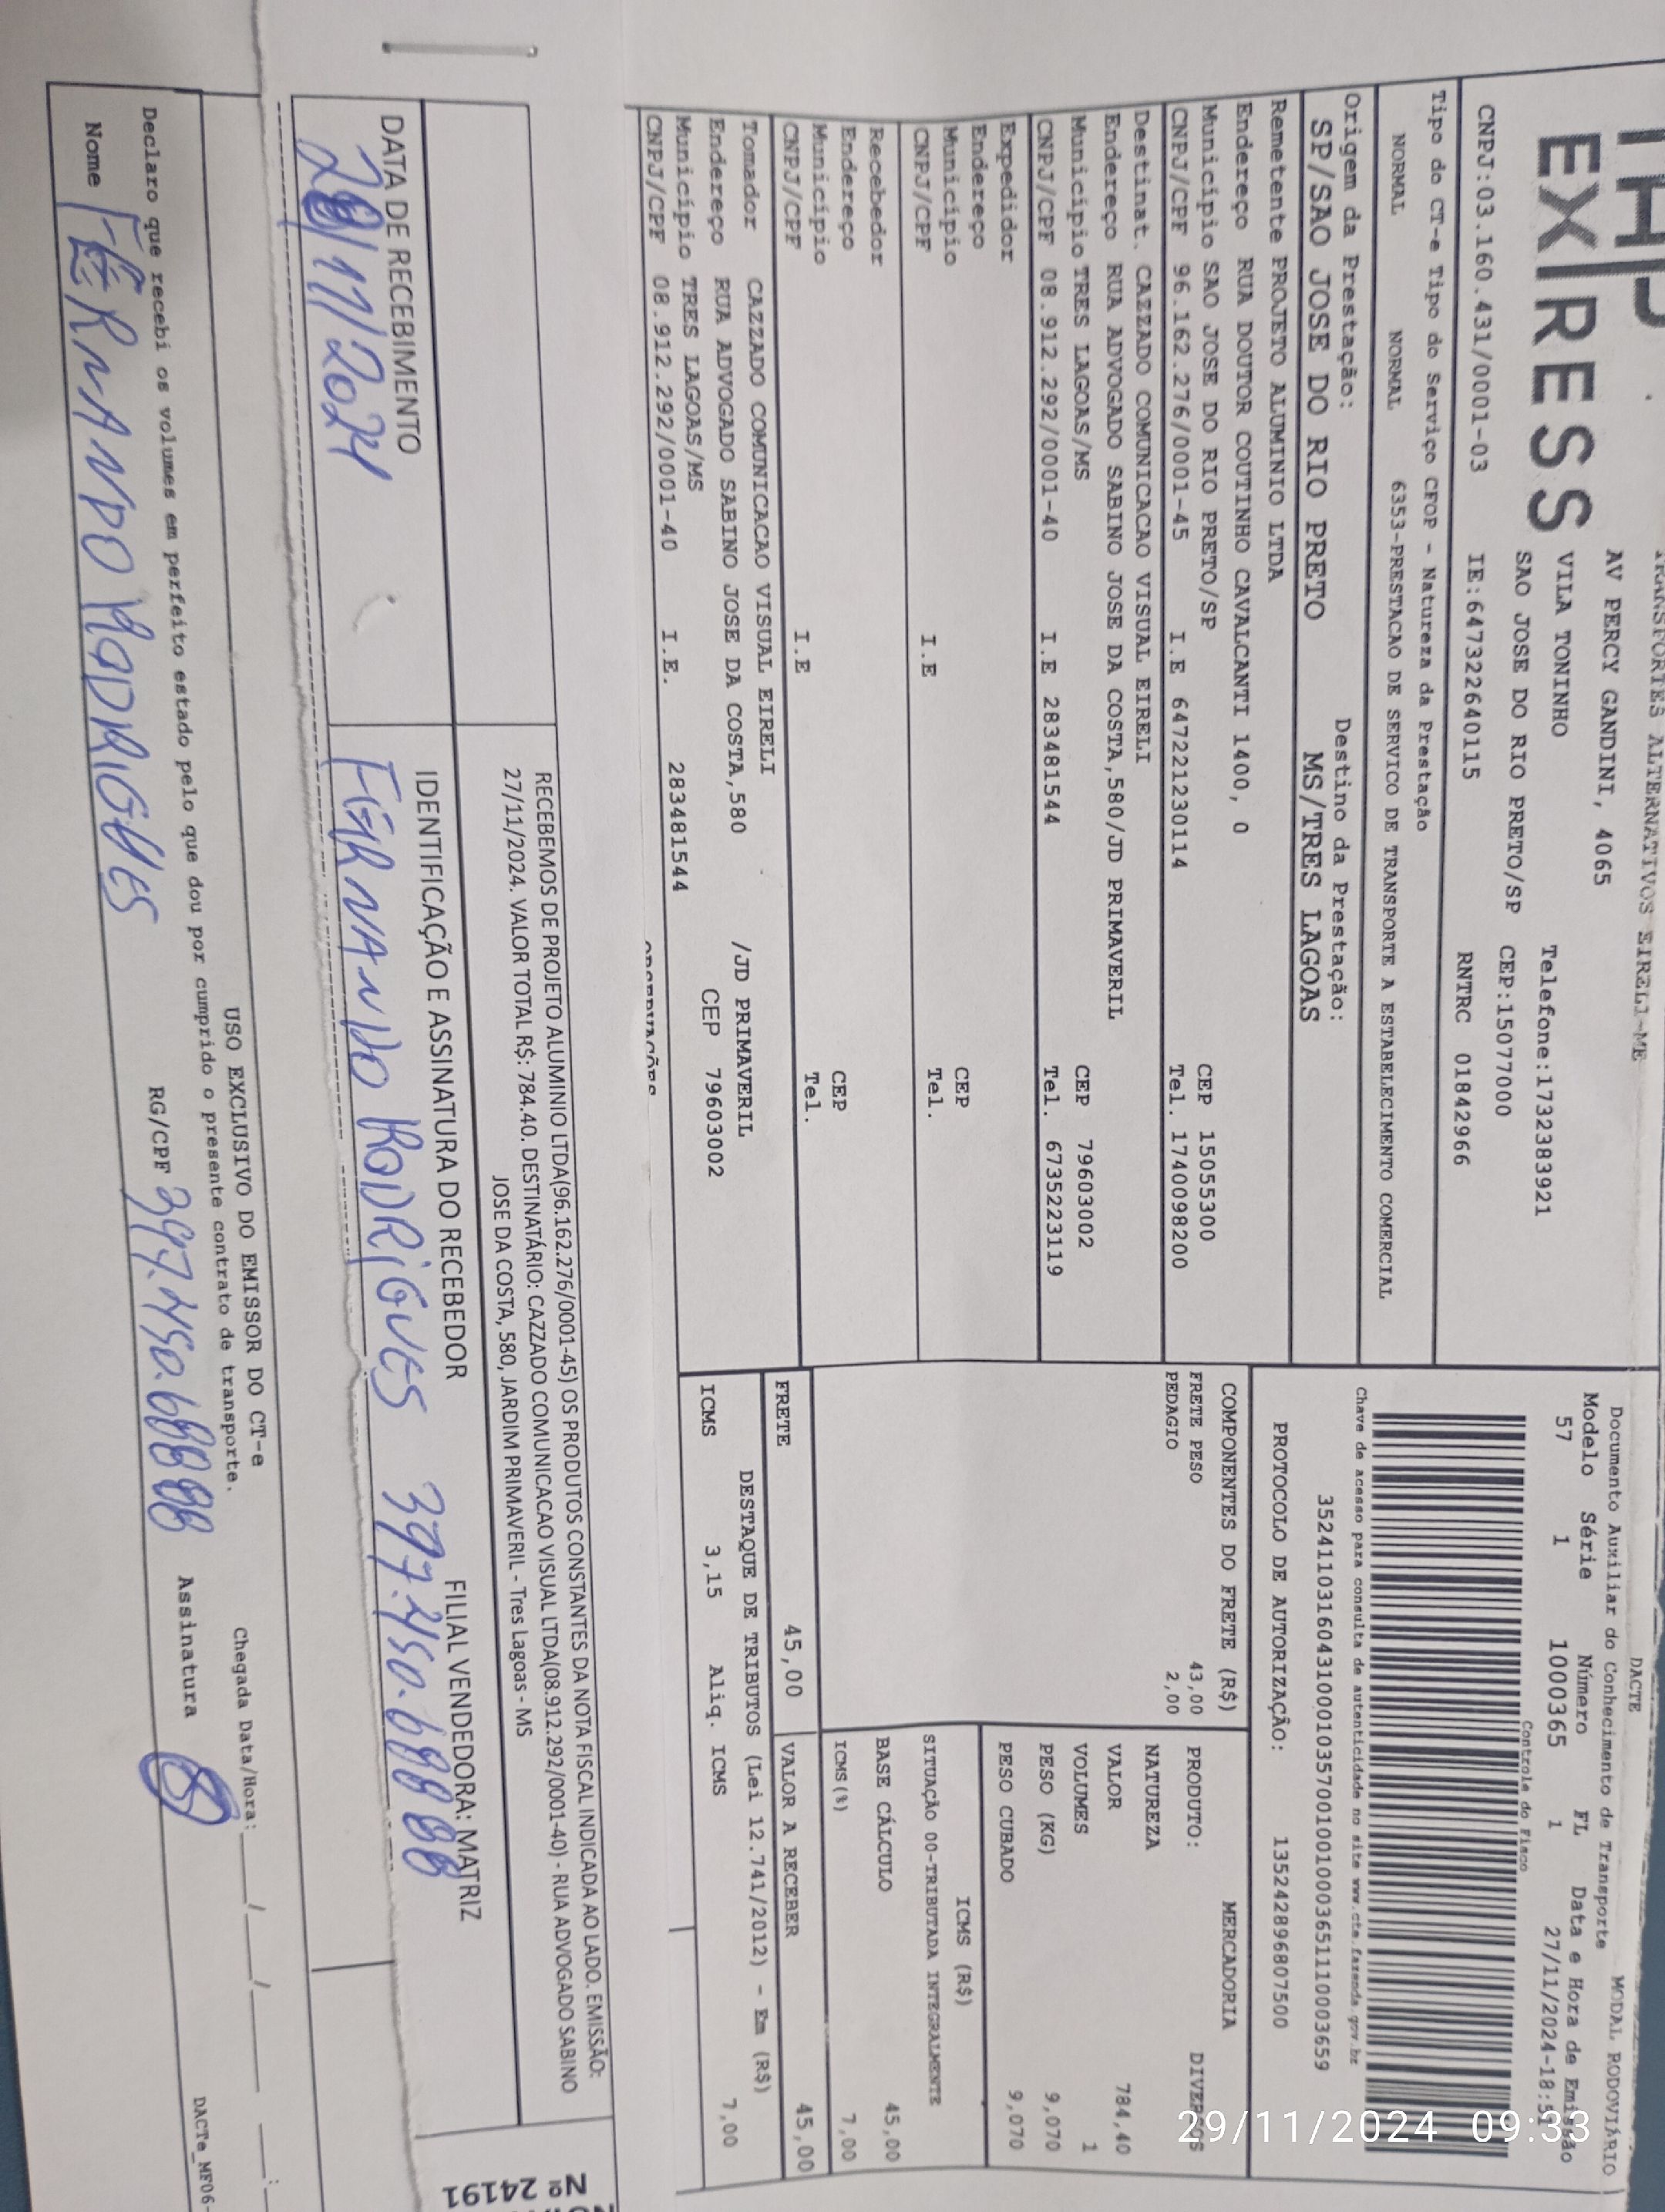 THP
EX/RESS
TRANSPORTES ALTERNATIVOS EIRELI-ME
AV PERCY GANDINI, 4065
VILA TONINHO Telefone:1732383921
SAO JOSE DO RIO PRETO/SP CEP:15077000
CNPJ:03.160.431/0001-03 IE:647322640115 RNTRC 01842966
DACTE MODAL RODOVIÁRIO
Documento Auxiliar do Conhecimento de Transporte
Modelo Série Número FL Data e Hora de Emissão
57 1 1000365 1 27/11/2024-18:5
Controle do Fisco
Chave de acesso para consulta de autenticidade no site www.cte.fazenda.gov.br
35241103160431000103570010010003651110003659
PROTOCOLO DE AUTORIZAÇÃO: 135242896807500
Tipo do CT-e Tipo do Serviço CFOP - Natureza da Prestação
NORMAL NORMAL 6353-PRESTACAO DE SERVICO DE TRANSPORTE A ESTABELECIMENTO COMERCIAL
Origem da Prestação: Destino da Prestação:
SP/SAO JOSE DO RIO PRETO MS/TRES LAGOAS
Remetente PROJETO ALUMINIO LTDA
Endereço RUA DOUTOR COUTINHO CAVALCANTI 1400, 0
Município SAO JOSE DO RIO PRETO/SP CEP 15055300
CNPJ/CPF 96.162.276/0001-45 I.E 647221230114 Tel. 1740098200
Destinat. CAZZADO COMUNICACAO VISUAL EIRELI
Endereço RUA ADVOGADO SABINO JOSE DA COSTA,580/JD PRIMAVERIL
Município TRES LAGOAS/MS CEP 79603002
CNPJ/CPF 08.912.292/0001-40 I.E 283481544 Tel. 6735223119
Expedidor
Endereço
Município CEP
CNPJ/CPF I.E Tel.
Recebedor
Endereço
Município CEP
CNPJ/CPF I.E Tel.
Tomador CAZZADO COMUNICACAO VISUAL EIRELI
Endereço RUA ADVOGADO SABINO JOSE DA COSTA,580 /JD PRIMAVERIL
Município TRES LAGOAS/MS CEP 79603002
CNPJ/CPF 08.912.292/0001-40 I.E. 283481544
COMPONENTES DO FRETE (R$)
FRETE PESO 43,00
PEDAGIO 2,00
MERCADORIA
PRODUTO: DIVERSOS
NATUREZA
VALOR 784,40
VOLUMES 1
PESO (KG) 9,070
PESO CUBADO 9,070
ICMS (R$)
SITUAÇÃO 00-TRIBUTADA INTEGRALMENTE
BASE CÁLCULO 45,00
ICMS(%) 7,00
FRETE 45,00 VALOR A RECEBER 45,00
DESTAQUE DE TRIBUTOS (Lei 12.741/2012) - Em (R$)
ICMS 3,15 Aliq. ICMS 7,00
RECEBEMOS DE PROJETO ALUMINIO LTDA(96.162.276/0001-45) OS PRODUTOS CONSTANTES DA NOTA FISCAL INDICADA AO LADO. EMISSÃO:
27/11/2024. VALOR TOTAL R$: 784.40. DESTINATÁRIO: CAZZADO COMUNICACAO VISUAL LTDA(08.912.292/0001-40) - RUA ADVOGADO SABINO
JOSE DA COSTA, 580, JARDIM PRIMAVERIL - Tres Lagoas - MS
Nº 24191
DATA DE RECEBIMENTO IDENTIFICAÇÃO E ASSINATURA DO RECEBEDOR FILIAL VENDEDORA: MATRIZ
/11/2024 FERNANDO RODRIGUES
USO EXCLUSIVO DO EMISSOR DO CT-e
Declaro que recebi os volumes em perfeito estado pelo que dou por cumprido o presente contrato de transporte.
Chegada Data/Hora: / / :
Nome FERNANDO RODRIGUES RG/CPF Assinatura
DACTe_MF06-
29/11/2024 09:33